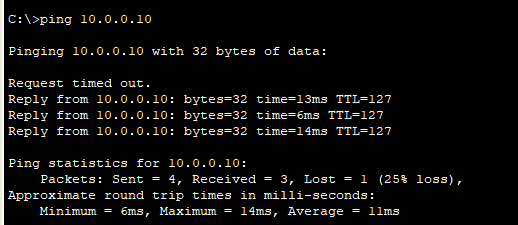 C:\>ping 10.0.0.10
Pinging 10.0.0.10 with 32 bytes of data:
Request timed out.
Reply from 10.0.0.10: bytes=32 time=13ms TTL=127
Reply from 10.0.0.10: bytes=32 time=6ms TTL=127
Reply from 10.0.0.10: bytes=32 time=14ms TTL=127
Ping statistics for 10.0.0.10:
Packets: Sent = 4, Received = 3, Lost = 1 (25% loss),
Approximate round trip times in milli-seconds:
Minimum = 6ms, Maximum = 14ms, Average = 11ms